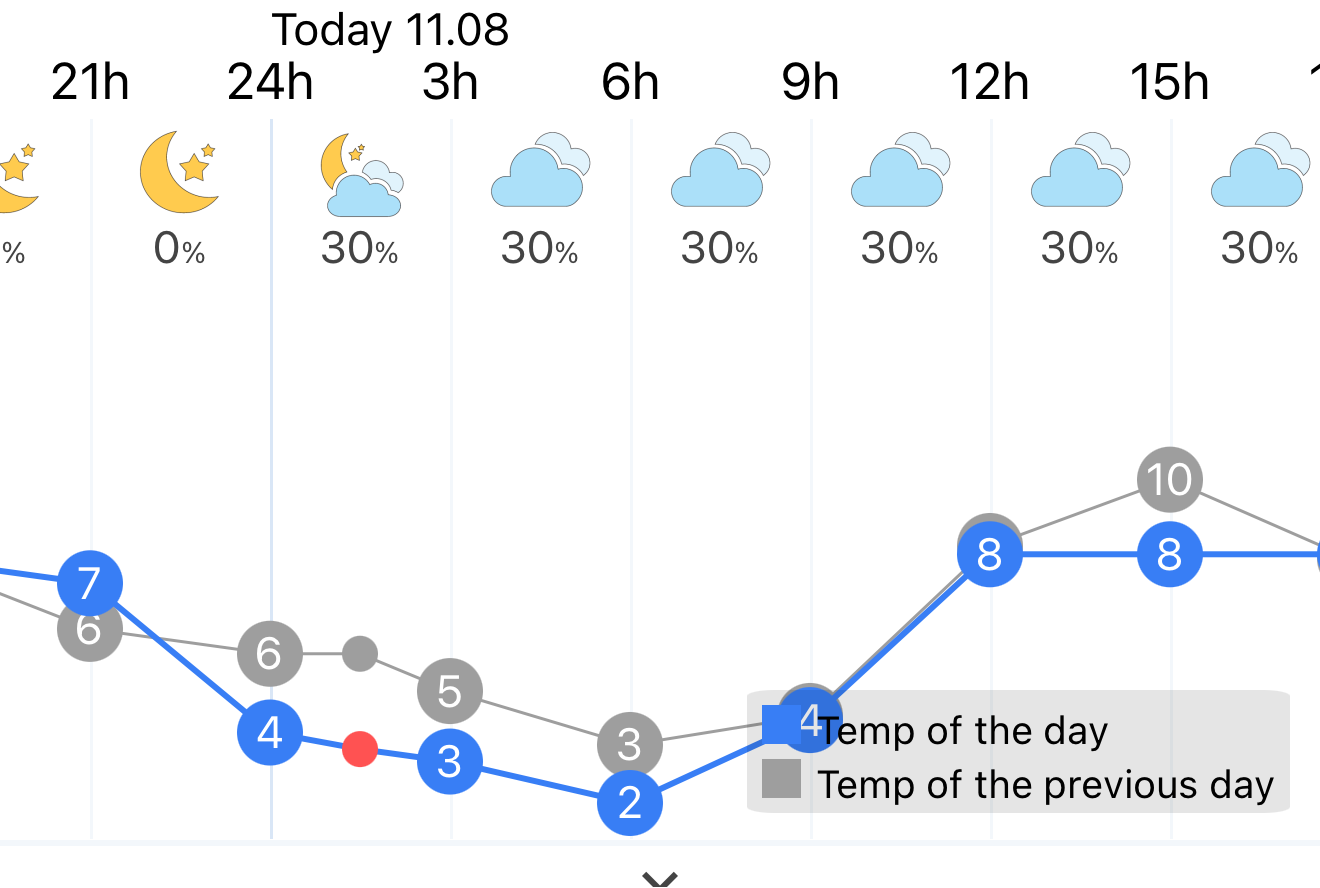 Today 11.08
21h 24h 3h 6h 9h 12h 15h
% 0% 30% 30% 30% 30% 30% 30%
10
7 8 8
6 6
5
4 3 3 4
2
Temp of the day
Temp of the previous day